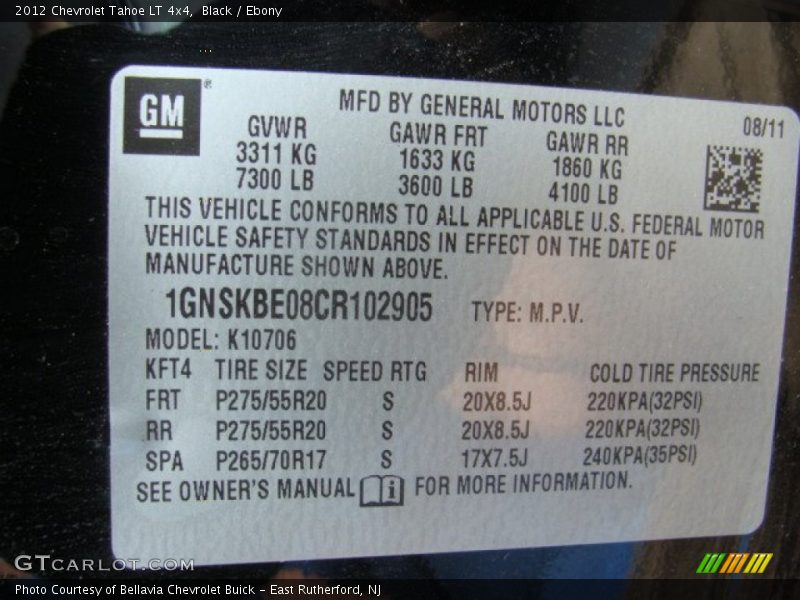 2012 Chevrolet Tahoe LT 4x4, Black / Ebony
GM ®
MFD BY GENERAL MOTORS LLC
08/11
GVWR GAWR FRT GAWR RR
3311 KG 1633 KG 1860 KG
7300 LB 3600 LB 4100 LB
THIS VEHICLE CONFORMS TO ALL APPLICABLE U.S. FEDERAL MOTOR
VEHICLE SAFETY STANDARDS IN EFFECT ON THE DATE OF
MANUFACTURE SHOWN ABOVE.
1GNSKBE08CR102905 TYPE: M.P.V.
MODEL: K10706
KFT4 TIRE SIZE SPEED RTG RIM COLD TIRE PRESSURE
FRT P275/55R20 S 20X8.5J 220KPA(32PSI)
RR P275/55R20 S 20X8.5J 220KPA(32PSI)
SPA P265/70R17 S 17X7.5J 240KPA(35PSI)
SEE OWNER'S MANUAL i FOR MORE INFORMATION.
GTCARLOT.COM
Photo Courtesy of Bellavia Chevrolet Buick – East Rutherford, NJ